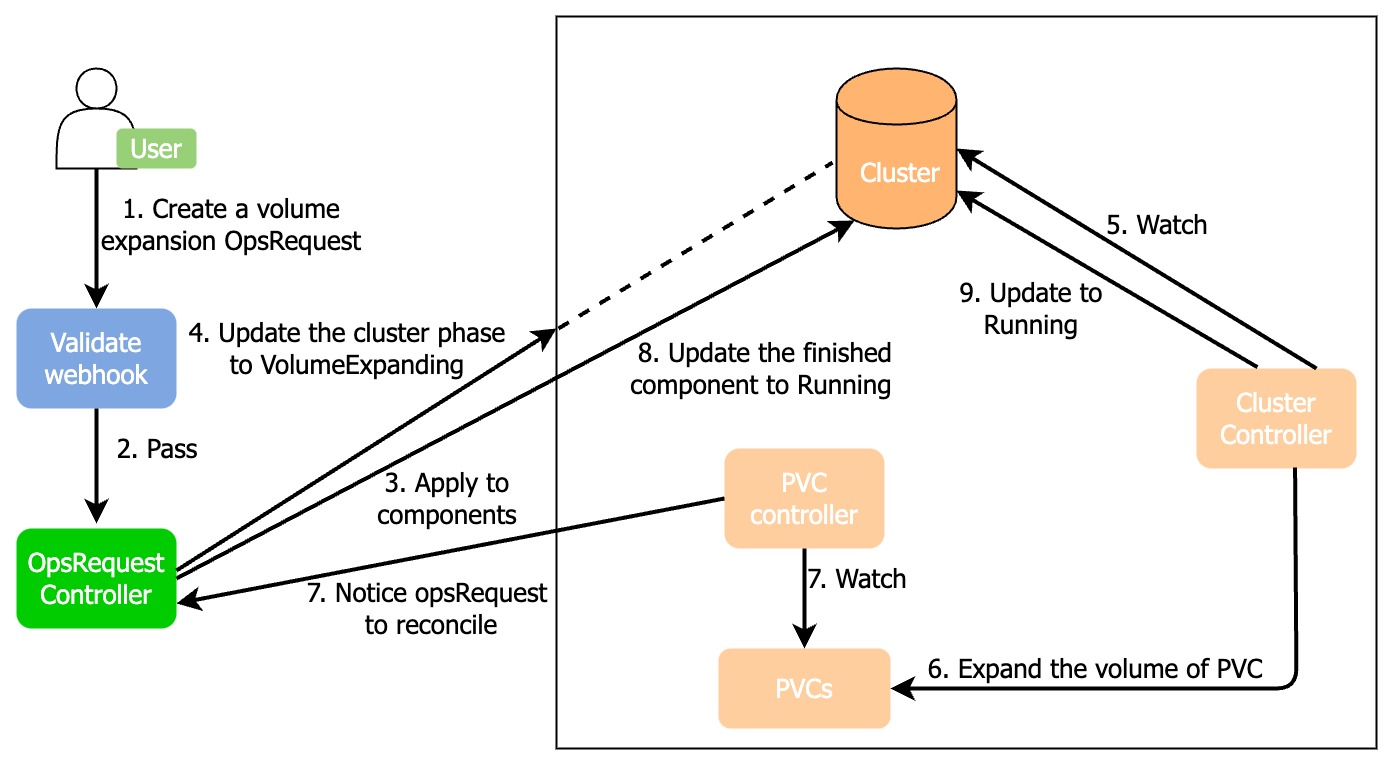 User
1. Create a volume
expansion OpsRequest
Validate
webhook
2. Pass
OpsRequest
Controller
4. Update the cluster phase
to VolumeExpanding
3. Apply to
components
7. Notice opsRequest
to reconcile
Cluster
5. Watch
9. Update to
Running
8. Update the finished
component to Running
Cluster
Controller
PVC
controller
7. Watch
6. Expand the volume of PVC
PVCs